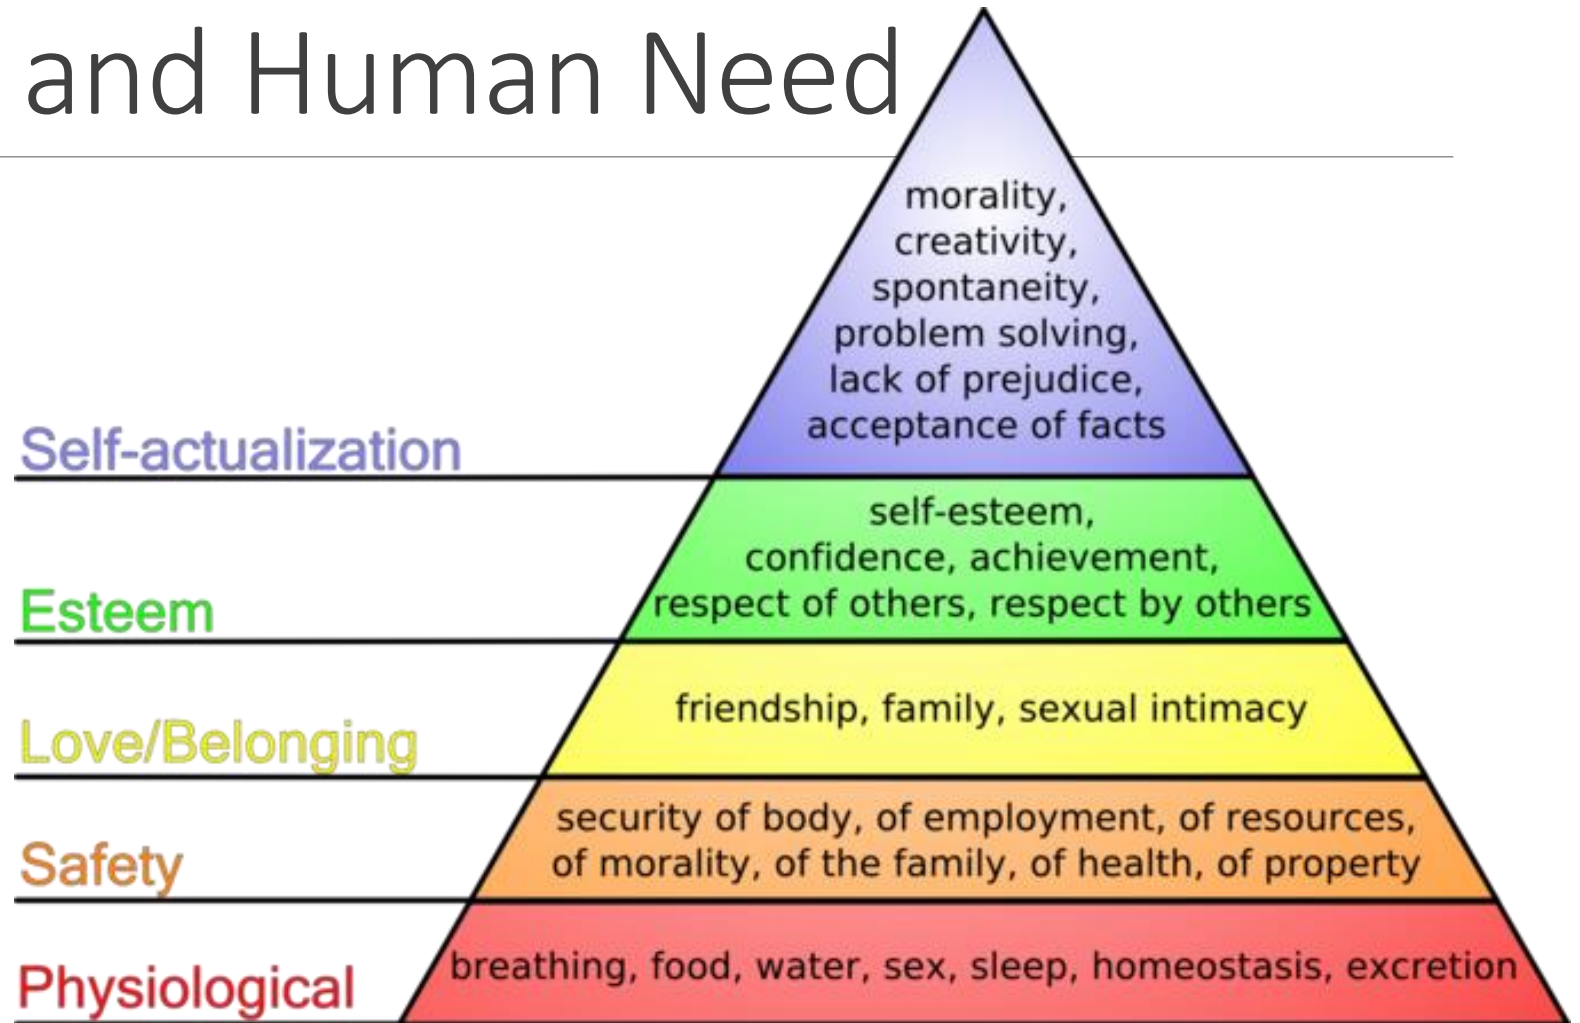 and Human Need
morality,
creativity,
spontaneity,
problem solving,
lack of prejudice,
acceptance of facts
Self-actualization
self-esteem,
confidence, achievement,
respect of others, respect by others
Esteem
friendship, family, sexual intimacy
Love/Belonging
security of body, of employment, of resources,
of morality, of the family, of health, of property
Safety
breathing, food, water, sex, sleep, homeostasis, excretion
Physiological